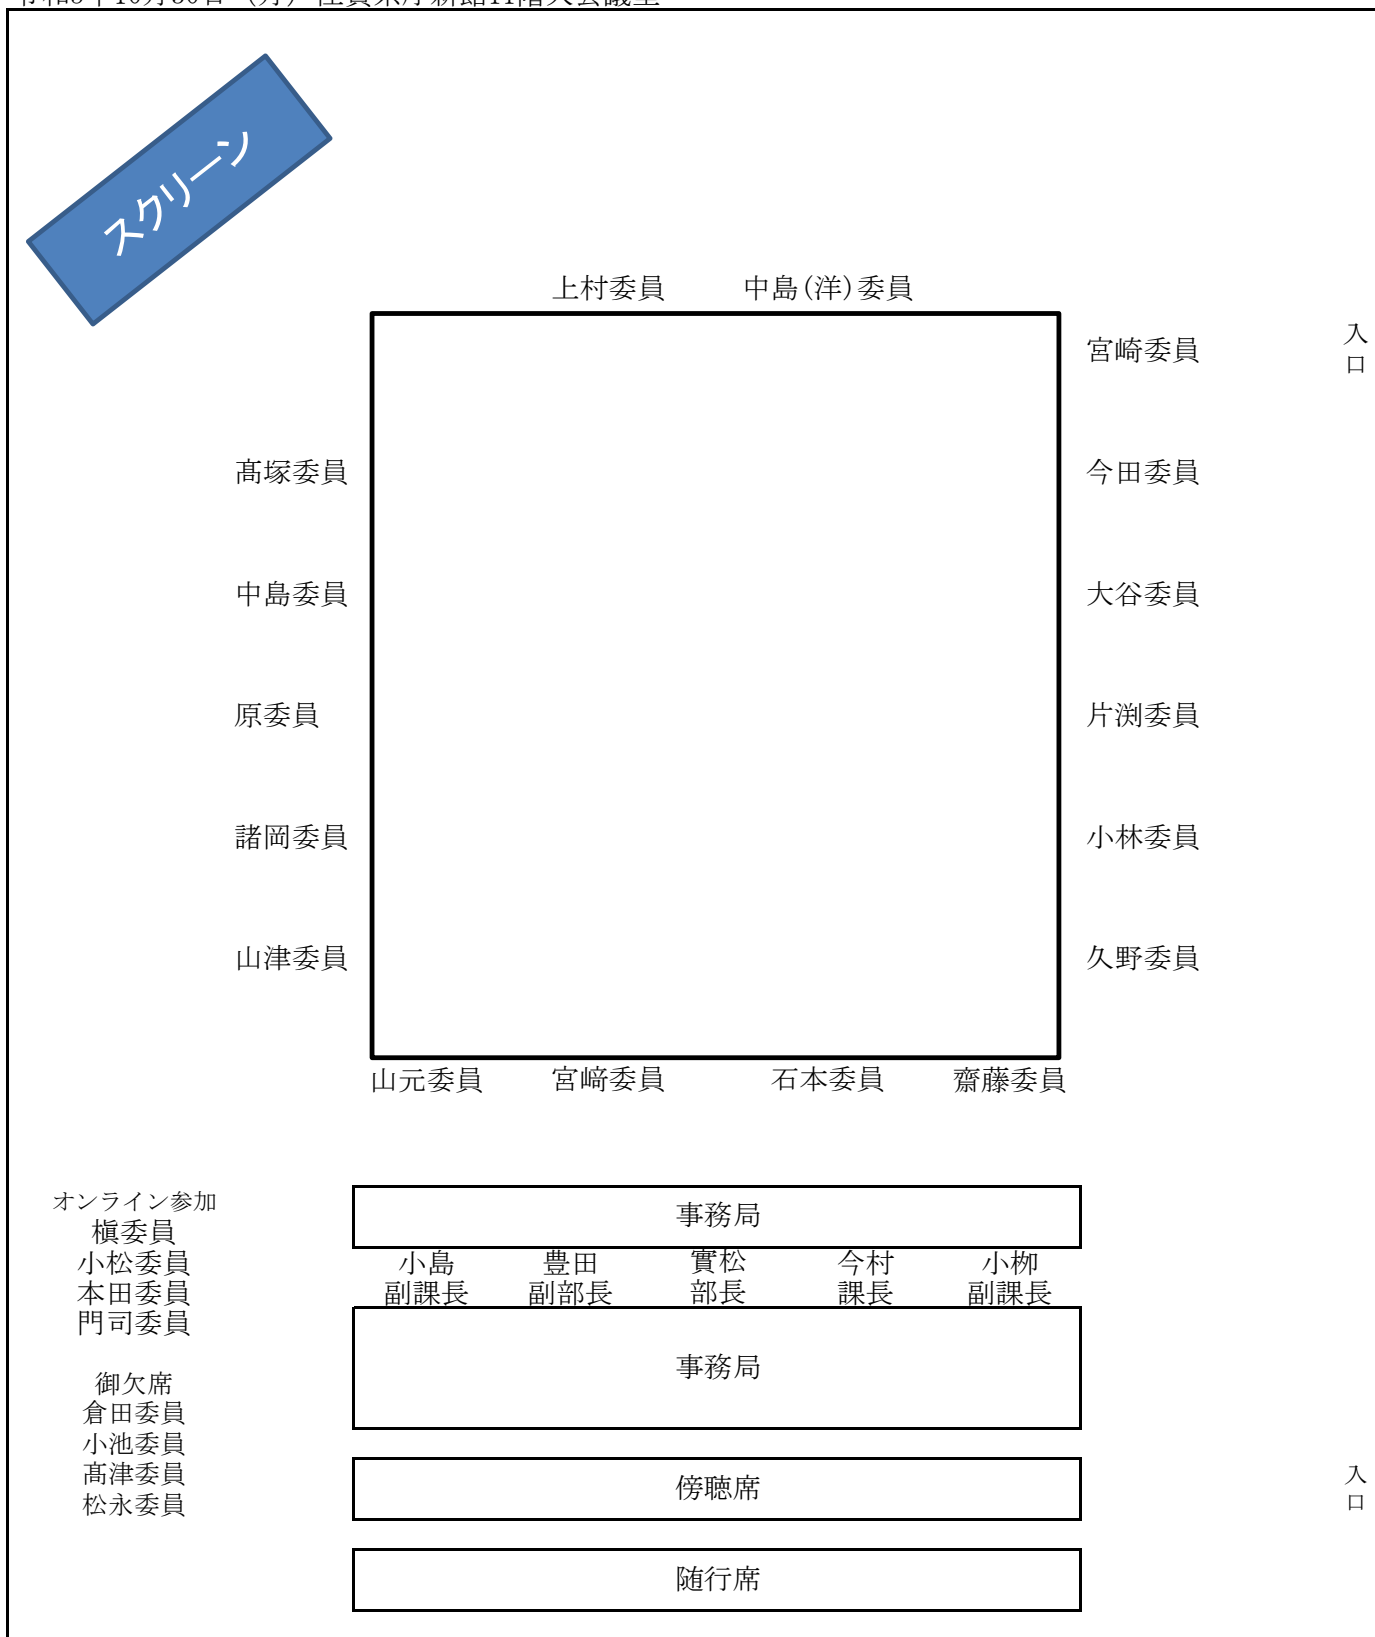 スクリーン
上村委員 中島(洋)委員
宮崎委員
入
口
髙塚委員 今田委員
中島委員 大谷委員
原委員 片渕委員
諸岡委員 小林委員
山津委員 久野委員
山元委員 宮﨑委員 石本委員 齋藤委員
オンライン参加
槇委員
小松委員
本田委員
門司委員
御欠席
倉田委員
小池委員
髙津委員
松永委員
事務局
小島 豊田 實松 今村 小栁
副課長 副部長 部長 課長 副課長
事務局
傍聴席
随行席
入
口